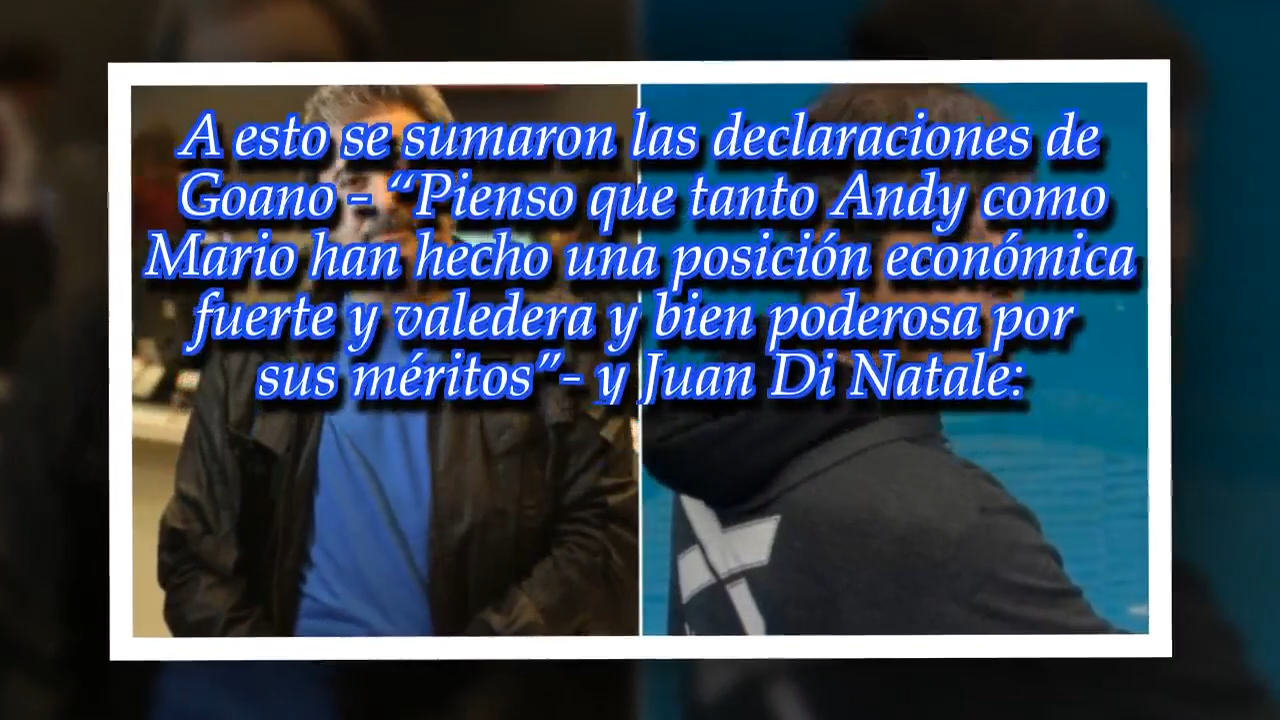 A esto se sumaron las declaraciones de
Goano - “Pienso que tanto Andy como
Mario han hecho una posición económica
fuerte y valedera y bien poderosa por
sus méritos”- y Juan Di Natale: